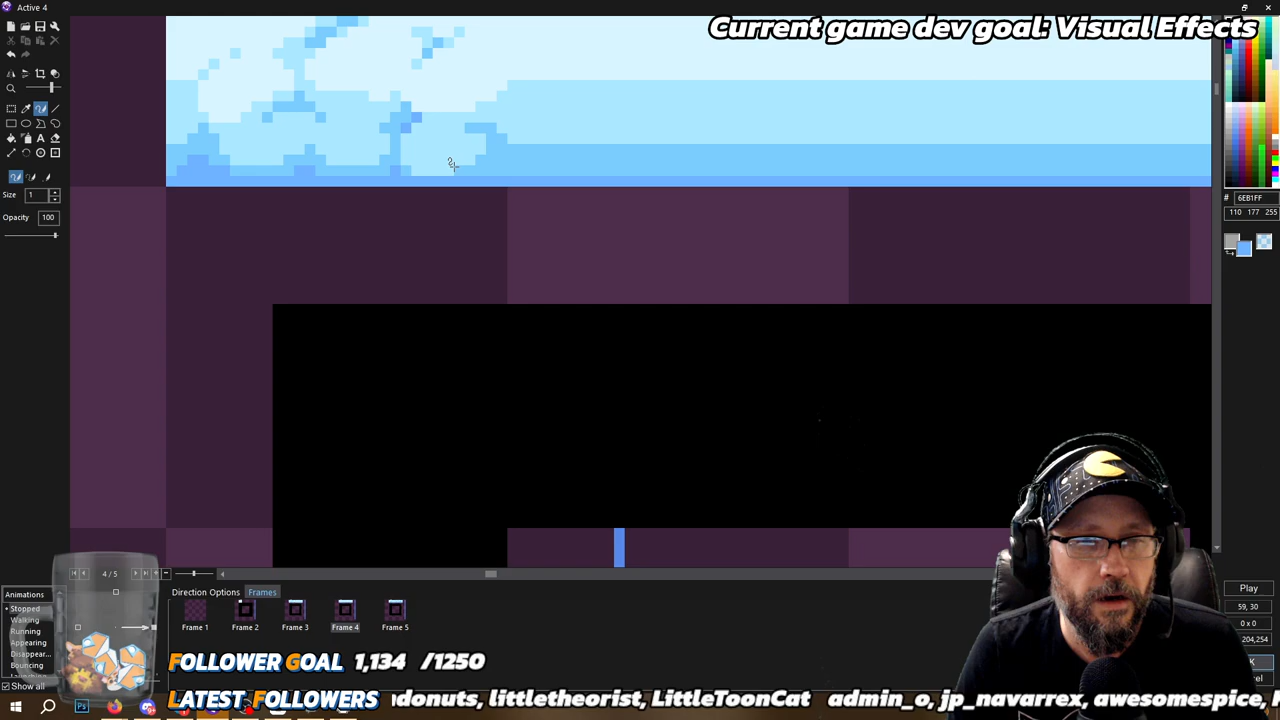 Active 4
Current game dev goal: Visual Effects
Size 1
Opacity 100
# 6EB1FF
110 177 255
4 / 5
Animations
Stopped
Walking
Running
Appearing
Disappear...
Bouncing
Show all
Direction Options Frames
Frame 1 Frame 2 Frame 3 Frame 4 Frame 5
Play
59, 30
0 x 0
204,254
FOLLOWER GOAL 1,134 /1250
LATEST FOLLOWERS donuts, littletheorist, LittleToonCat admin_o, jp_navarrex, awesomespice,